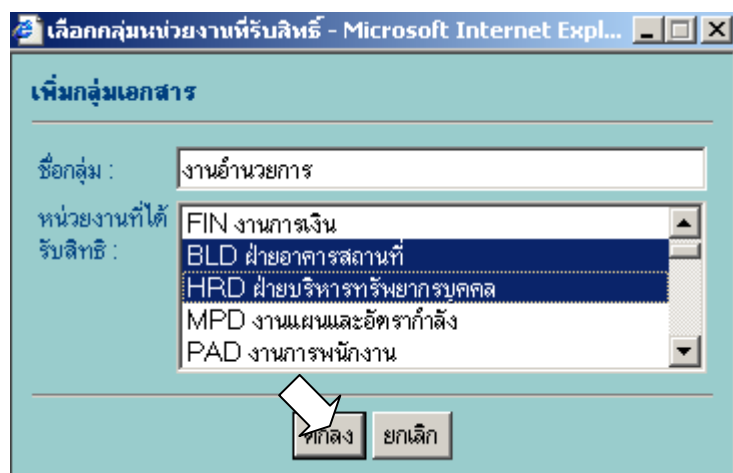 เลือกกลุ่มหน่วยงานที่รับสิทธิ์ - Microsoft Internet Expl...
เพิ่มกลุ่มเอกสาร
ชื่อกลุ่ม : งานอำนวยการ
หน่วยงานที่ได้
รับสิทธิ :
FIN งานการเงิน
BLD ฝ่ายอาคารสถานที่
HRD ฝ่ายบริหารทรัพยากรบุคคล
MPD งานแผนและอัตรากำลัง
PAD งานการพนักงาน
ตกลง ยกเลิก